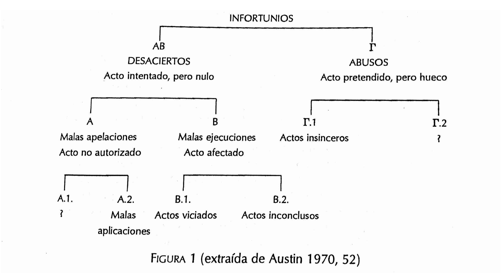 INFORTUNIOS
AB Γ
DESACIERTOS ABUSOS
Acto intentado, pero nulo Acto pretendido, pero hueco
A B Γ.1 Γ.2
Malas apelaciones Malas ejecuciones Actos insinceros ?
Acto no autorizado Acto afectado
A.1. A.2. B.1. B.2.
? Malas Actos viciados Actos inconclusos
aplicaciones
FIGURA 1 (extraída de Austin 1970, 52)